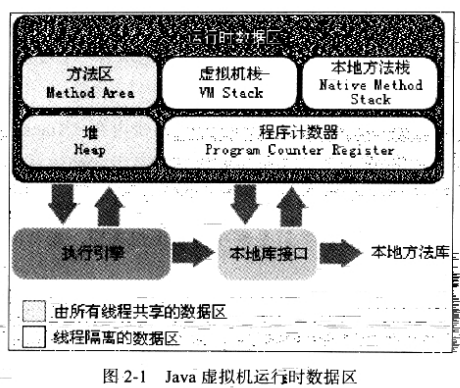 运行时数据区
方法区
Method Area
虚拟机栈
VM Stack
本地方法栈
Native Method
Stack
堆
Heap
程序计数器
Program Counter Register
执行引擎
本地库接口
本地方法库
由所有线程共享的数据区
线程隔离的数据区
图 2-1 Java 虚拟机运行时数据区